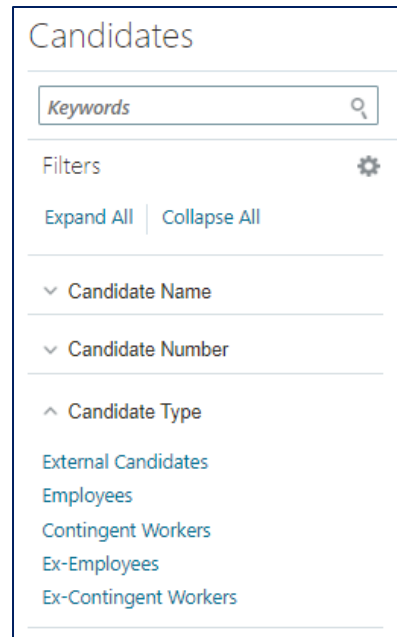 Candidates
Keywords
Filters
Expand All Collapse All
Candidate Name
Candidate Number
Candidate Type
External Candidates
Employees
Contingent Workers
Ex-Employees
Ex-Contingent Workers